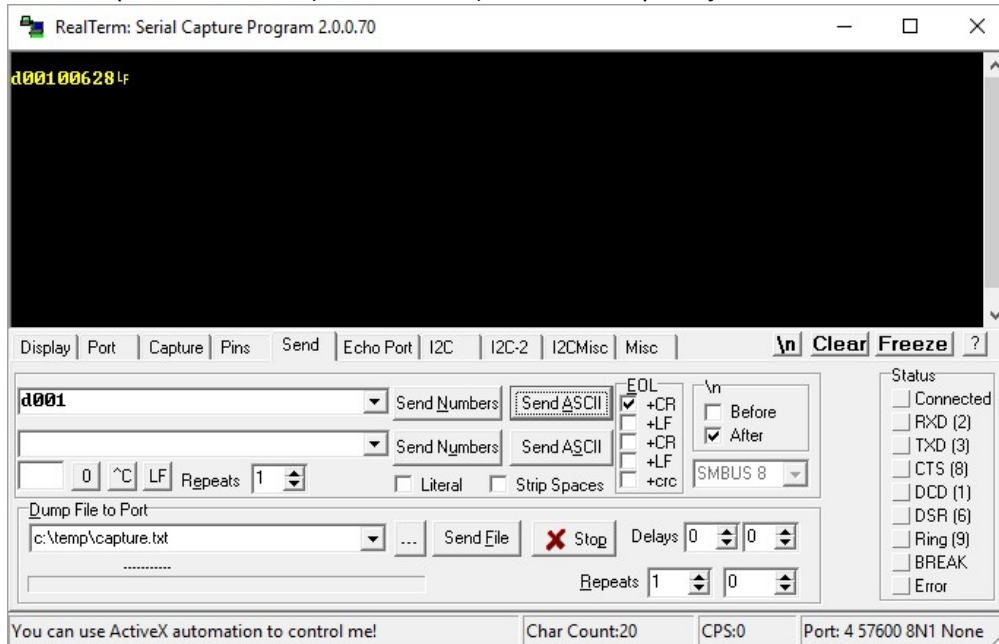 RealTerm: Serial Capture Program 2.0.0.70
d00100628LF
Display Port Capture Pins Send Echo Port I2C I2C-2 I2CMisc Misc \n Clear Freeze ?
d001
Send Numbers
Send ASCII
EOL
+CR
+LF
+CR
+LF
+crc
\n
Before
After
Send Numbers
Send ASCII
0
^C
LF
Repeats 1
Literal
Strip Spaces
SMBUS 8
Dump File to Port
c:\temp\capture.txt
...
Send File
Stop
Delays 0 0
-----------
Repeats 1 0
Status
Connected
RXD (2)
TXD (3)
CTS (8)
DCD (1)
DSR (6)
Ring (9)
BREAK
Error
You can use ActiveX automation to control me!
Char Count:20
CPS:0
Port: 4 57600 8N1 None